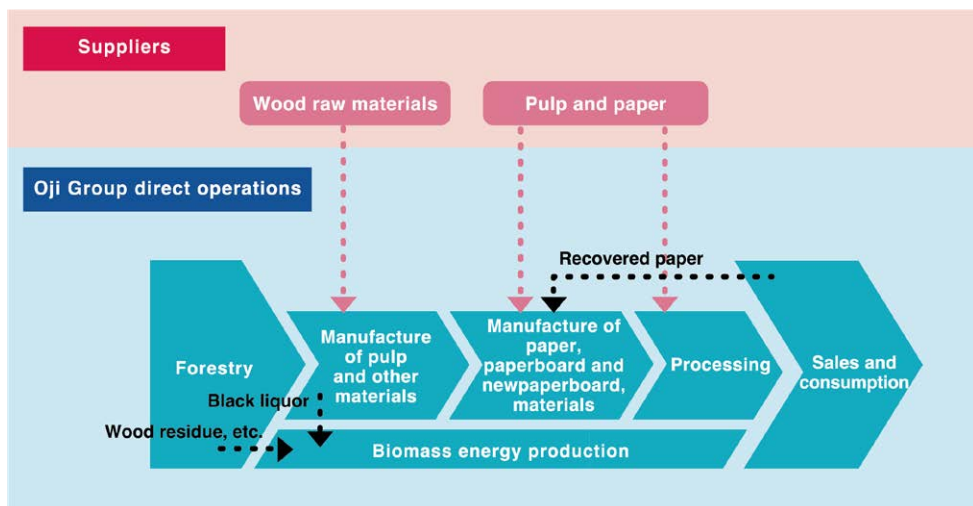 Suppliers
Wood raw materials
Pulp and paper
Oji Group direct operations
Recovered paper
Forestry
Manufacture
of pulp
and other
materials
Manufacture of
paper,
paperboard and
newpaperboard,
materials
Processing
Sales and
consumption
Black liquor
Wood residue, etc.
Biomass energy production